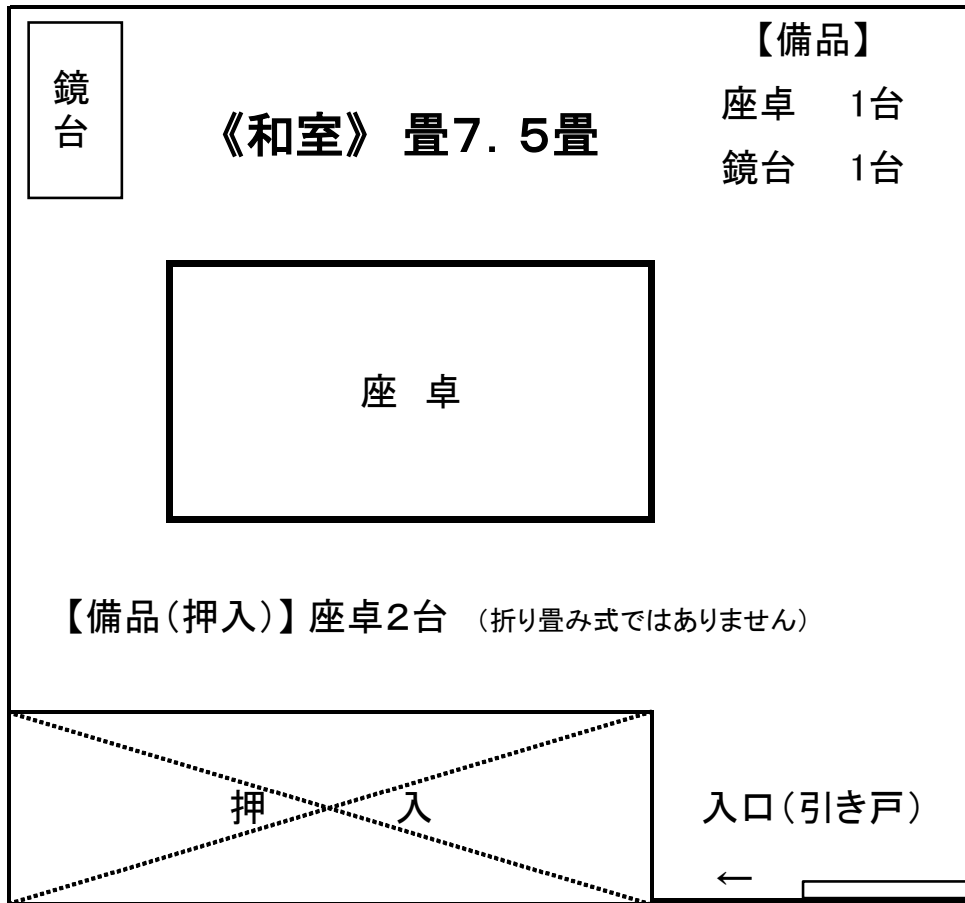 鏡台
《和室》 畳7．5畳
【備品】
座卓　1台
鏡台　1台
座　卓
【備品（押入）】座卓２台 （折り畳み式ではありません）
押　入
入口（引き戸）
←